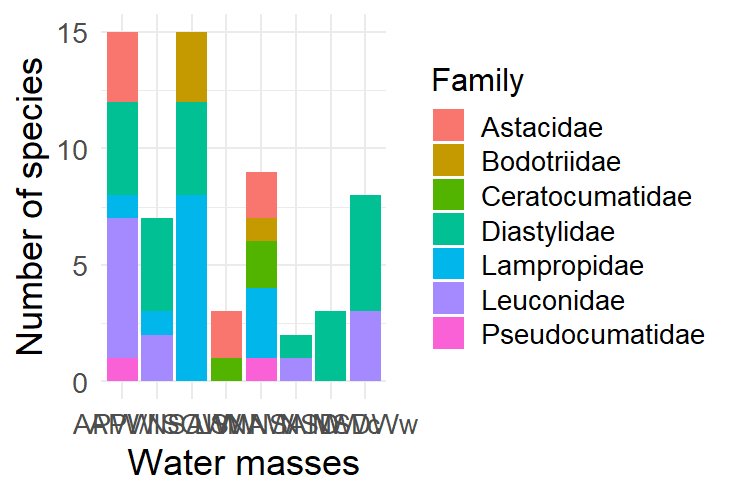 Number of species
15
10
5
0
Water masses
Family
Astacidae
Bodotriidae
Ceratocumatidae
Diastylidae
Lampropidae
Leuconidae
Pseudocumatidae